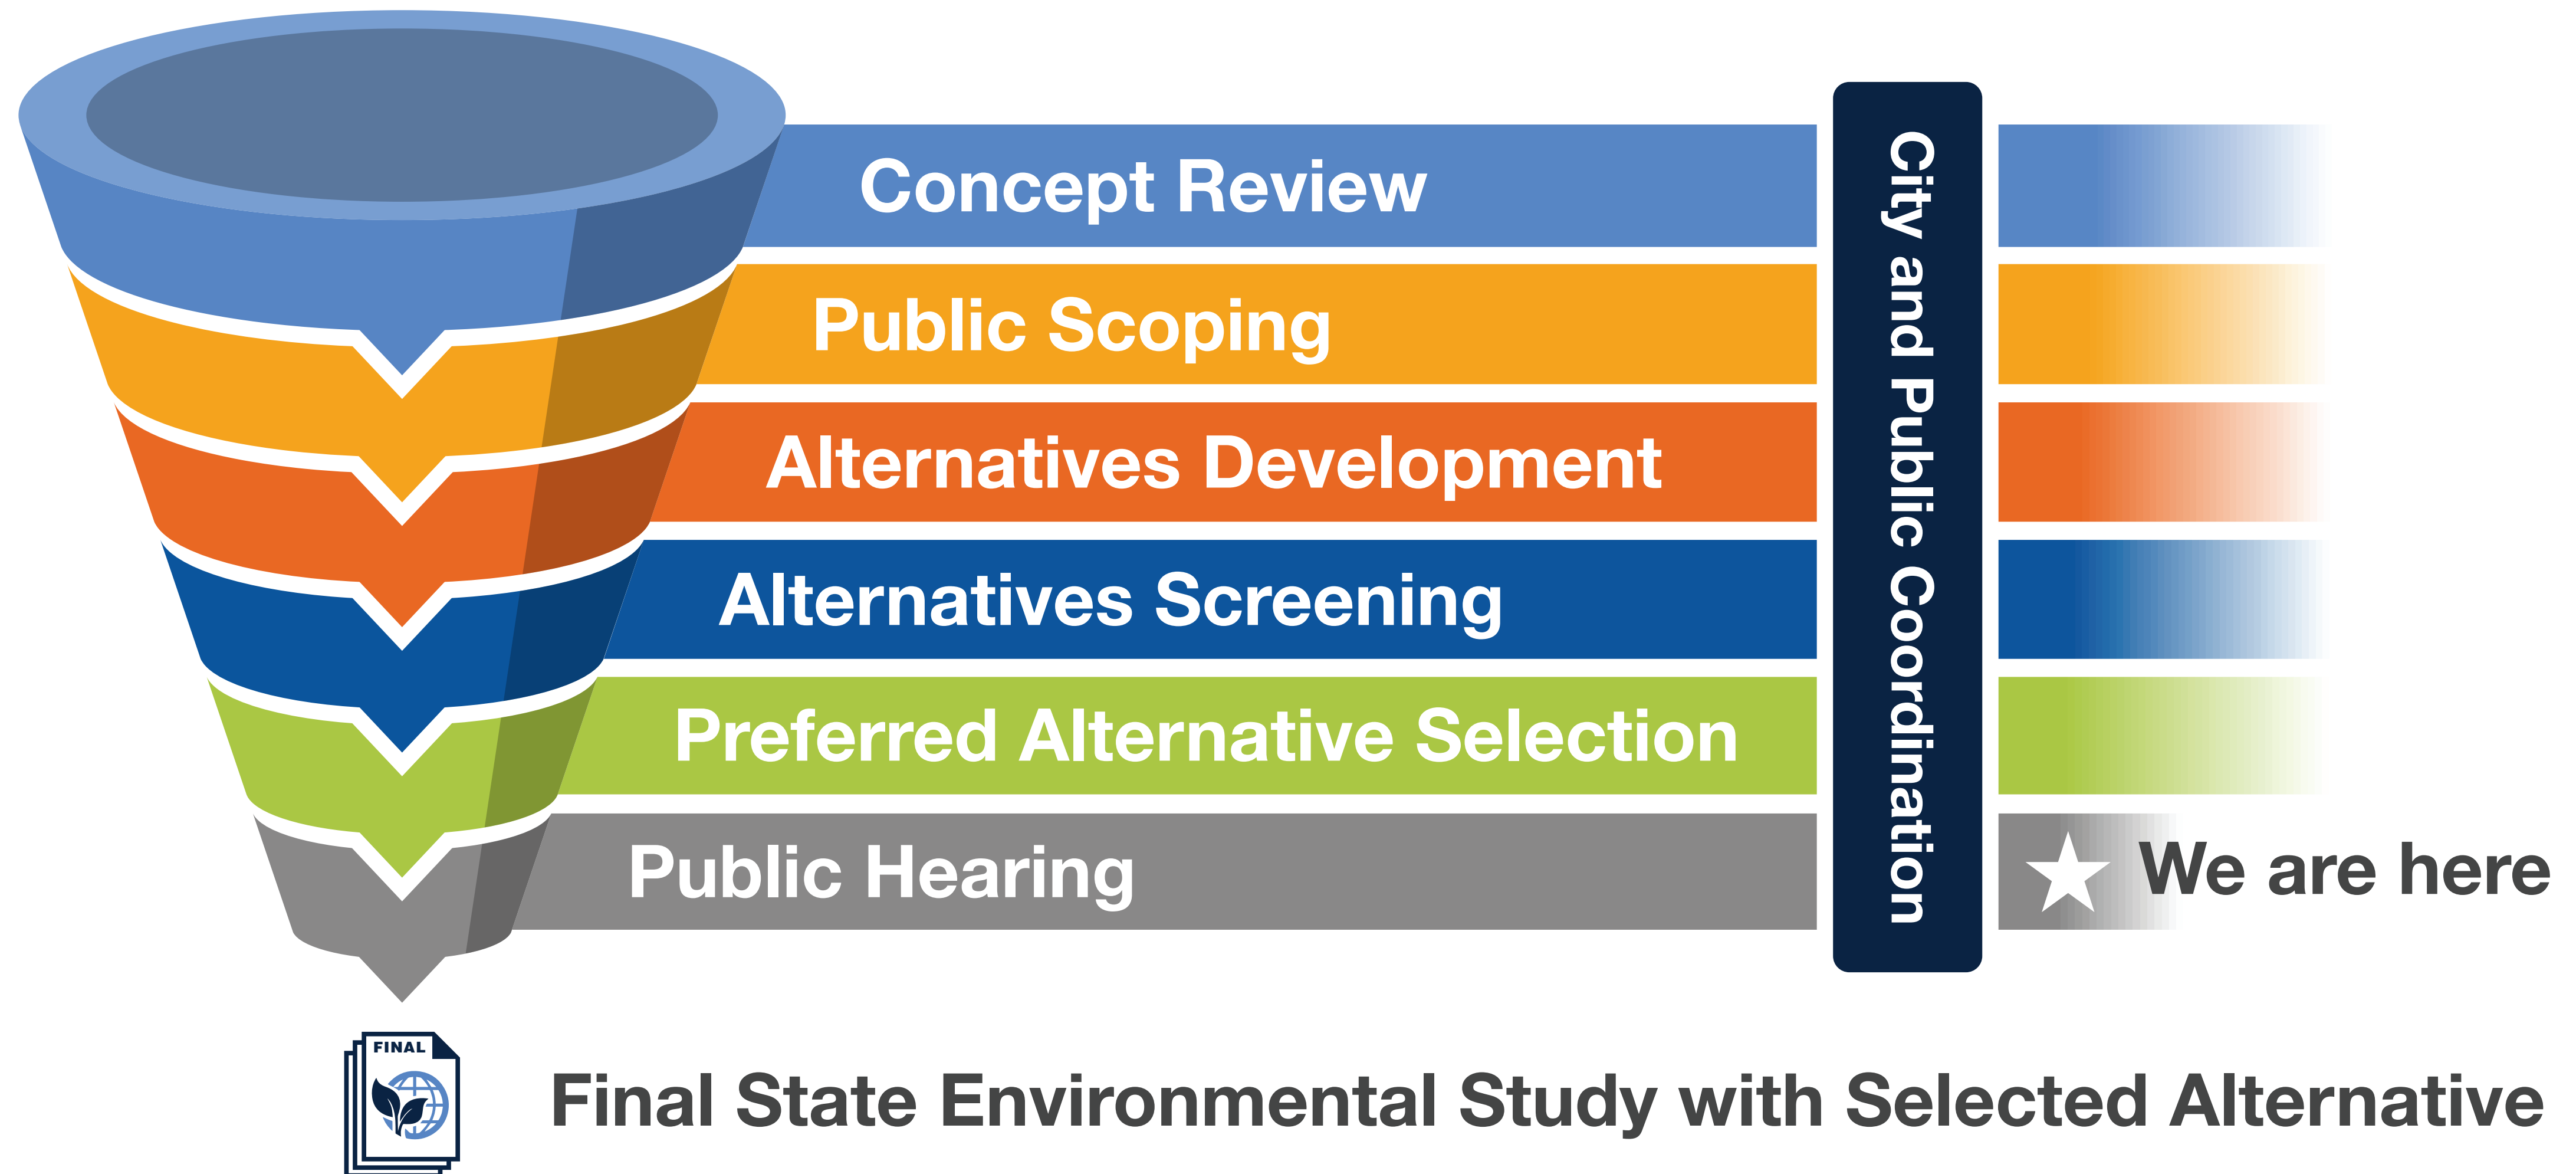 Concept Review
Public Scoping
Alternatives Development
Alternatives Screening
Preferred Alternative Selection
Public Hearing
City and Public Coordination
We are here
FINAL
Final State Environmental Study with Selected Alternative